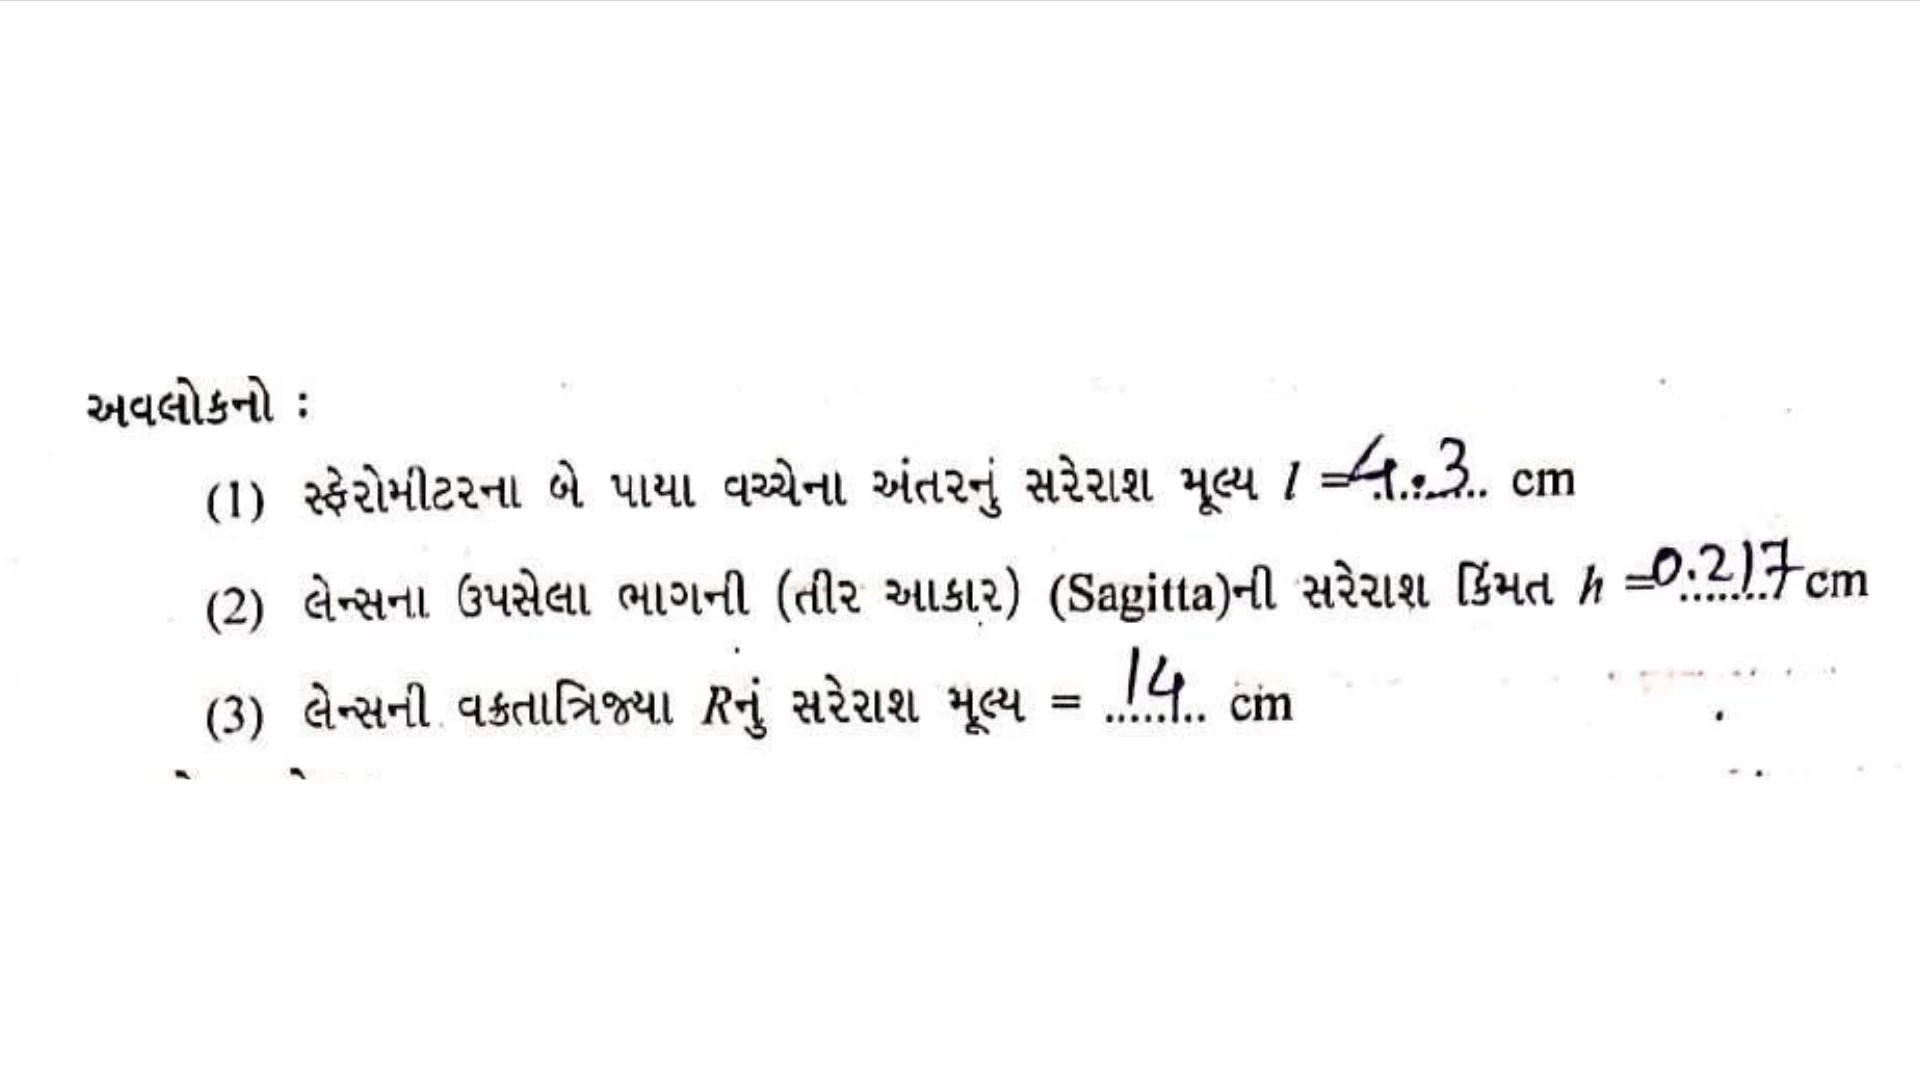 અવલોકનો :
(1) સ્ફેરોમીટરના બે પાયા વચ્ચેના અંતરનું સરેરાશ મૂલ્ય l = 4.3 cm
(2) લેન્સના ઉપસેલા ભાગની (તીર આકાર) (Sagitta)ની સરેરાશ કિંમત h = 0.217 cm
(3) લેન્સની વક્રતાત્રિજ્યા Rનું સરેરાશ મૂલ્ય = 14 cm